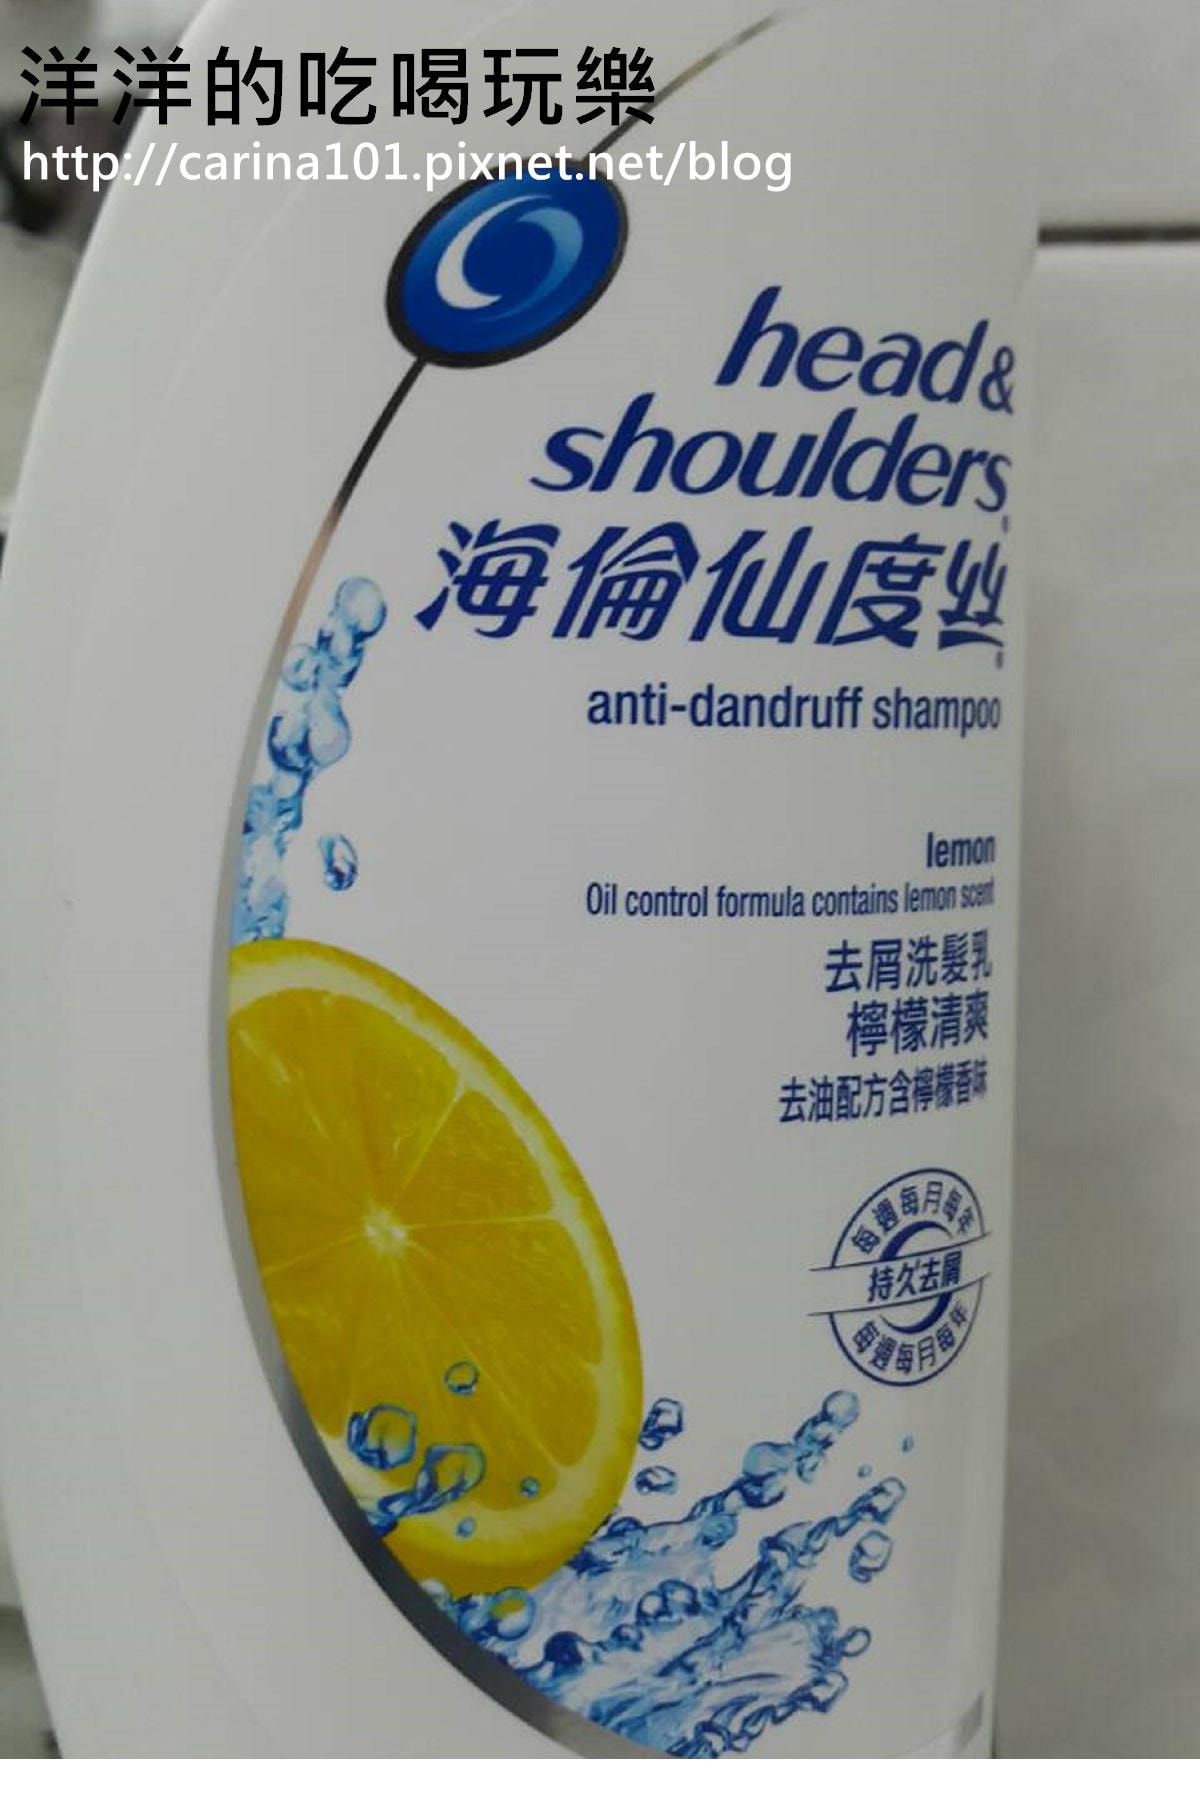 洋洋的吃喝玩樂
http://carina101.pixnet.net/blog
head&
shoulders
海倫仙度丝
anti-dandruff shampoo
lemon
Oil control formula contains lemon scent
去屑洗髮乳
檸檬清爽
去油配方含檸檬香味
每週每月每年
持久去屑
每週每月每年